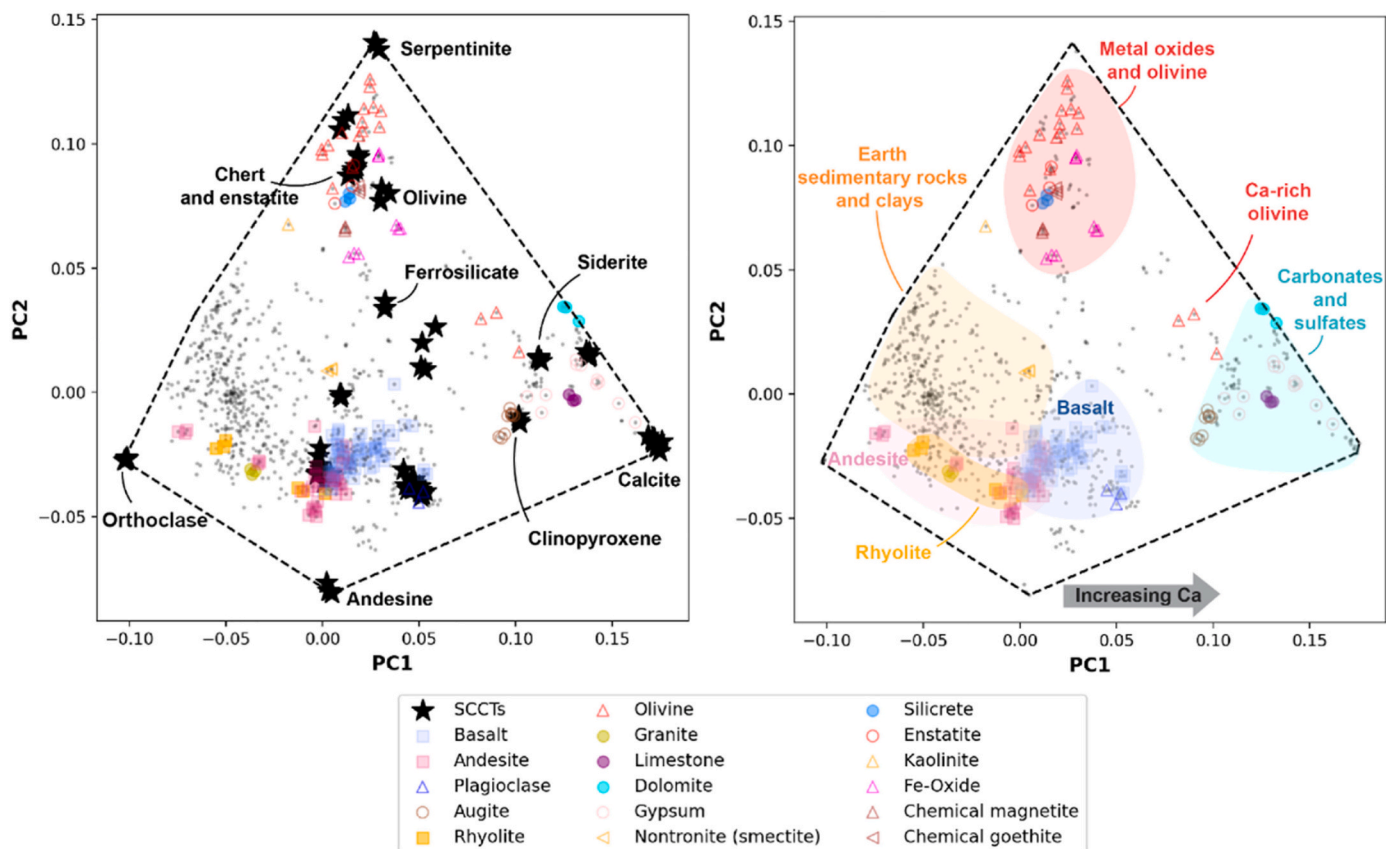 0.15
0.10
0.05
0.00
−0.05
PC2
Serpentinite
Chert
and enstatite
Olivine
Ferrosilicate
Siderite
Orthoclase
Calcite
Clinopyroxene
Andesine
−0.10
−0.05
0.00
0.05
0.10
0.15
PC1
0.15
0.10
0.05
0.00
−0.05
PC2
Metal oxides
and olivine
Earth
sedimentary rocks
and clays
Ca-rich
olivine
Carbonates
and
sulfates
Basalt
Andesite
Rhyolite
Increasing Ca
−0.10
−0.05
0.00
0.05
0.10
0.15
PC1
SCCTs
Basalt
Andesite
Plagioclase
Augite
Rhyolite
Olivine
Granite
Limestone
Dolomite
Gypsum
Nontronite (smectite)
Silicrete
Enstatite
Kaolinite
Fe-Oxide
Chemical magnetite
Chemical goethite